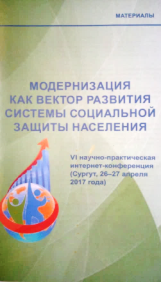 МАТЕРИАЛЫ
МОДЕРНИЗАЦИЯ
КАК ВЕКТОР РАЗВИТИЯ
СИСТЕМЫ СОЦИАЛЬНОЙ
ЗАЩИТЫ НАСЕЛЕНИЯ
VI научно-практическая
интернет-конференция
(Сургут, 26–27 апреля
2017 года)